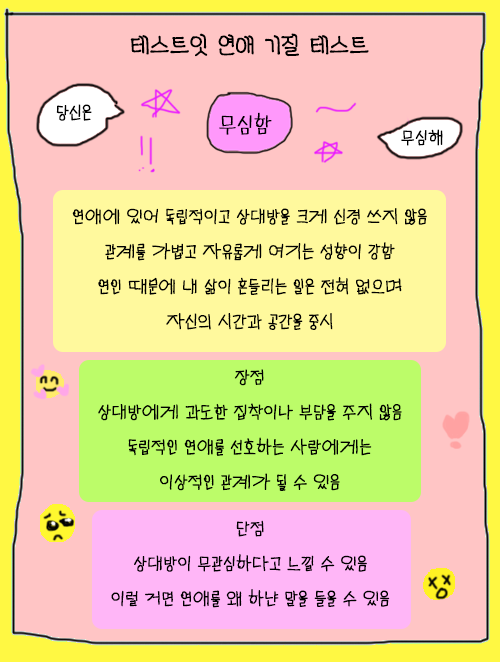 테스트잇 연애 기질 테스트
당신은
무심함
무심해
!!
연애에 있어 독립적이고 상대방을 크게 신경 쓰지 않음
관계를 가볍고 자유롭게 여기는 성향이 강함
연인 때문에 내 삶이 흔들리는 일은 전혀 없으며
자신의 시간과 공간을 중시
장점
상대방에게 과도한 집착이나 부담을 주지 않음
독립적인 연애를 선호하는 사람에게는
이상적인 관계가 될 수 있음
단점
상대방이 무관심하다고 느낄 수 있음
이럴 거면 연애를 왜 하냔 말을 들을 수 있음